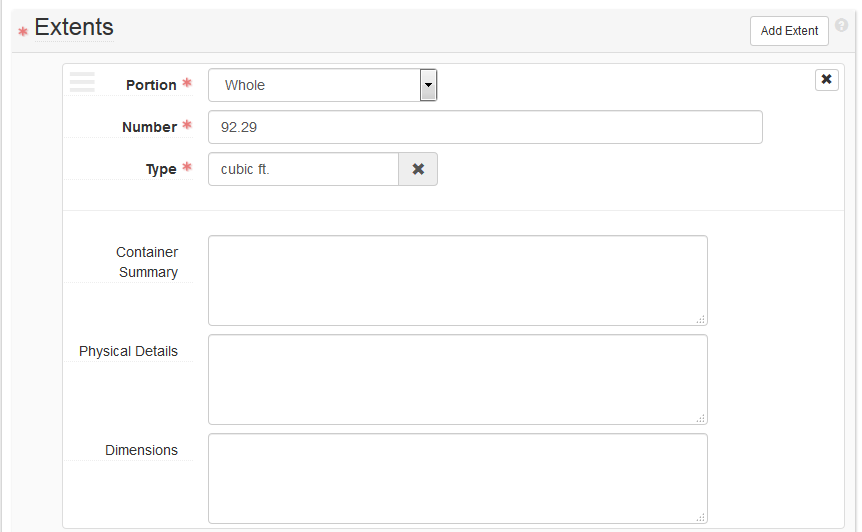 * Extents
Add Extent
?
Portion *
Whole
Number *
92.29
Type *
cubic ft.
Container
Summary
Physical Details
Dimensions